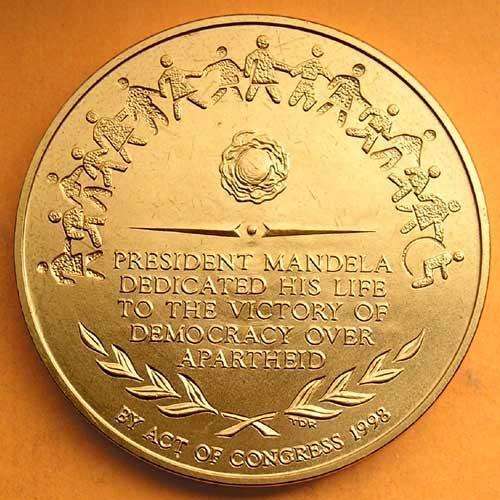 PRESIDENT MANDELA
DEDICATED HIS LIFE
TO THE VICTORY OF
DEMOCRACY OVER
APARTHEID
TDR
BY ACT OF CONGRESS 1998